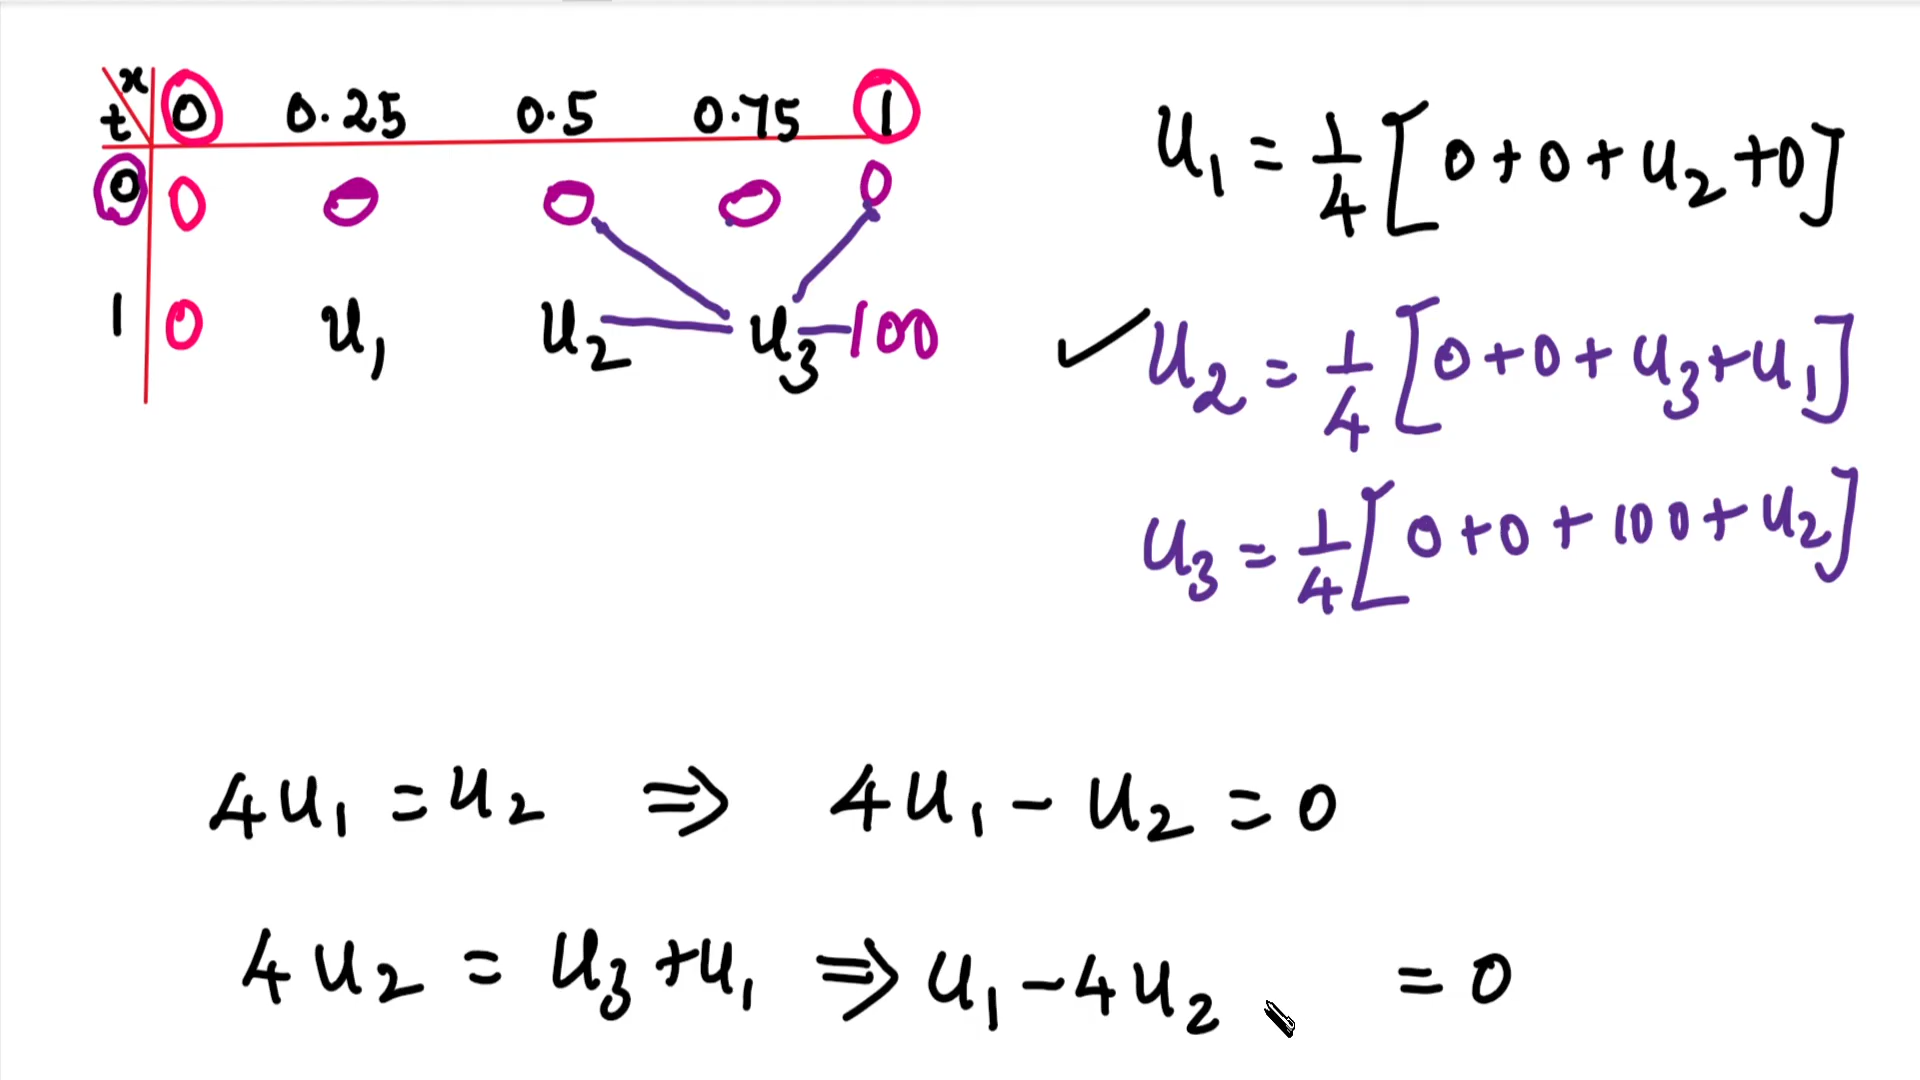 x
t 0 0.25 0.5 0.75 1
0 0 0 0 0 0
1 0 u₁ u₂ u₃ 100
u₁ = 1/4 [0 + 0 + u₂ + 0]
✓ u₂ = 1/4 [0 + 0 + u₃ + u₁]
u₃ = 1/4 [0 + 0 + 100 + u₂]
4u₁ = u₂ ⇒ 4u₁ - u₂ = 0
4u₂ = u₃ + u₁ ⇒ u₁ - 4u₂ = 0